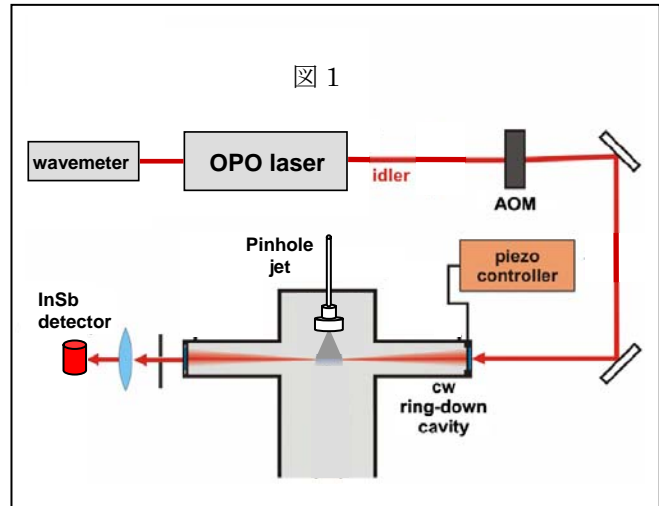 図 1
wavemeter
OPO laser
idler
AOM
Pinhole
jet
piezo
controller
InSb
detector
cw
ring-down
cavity